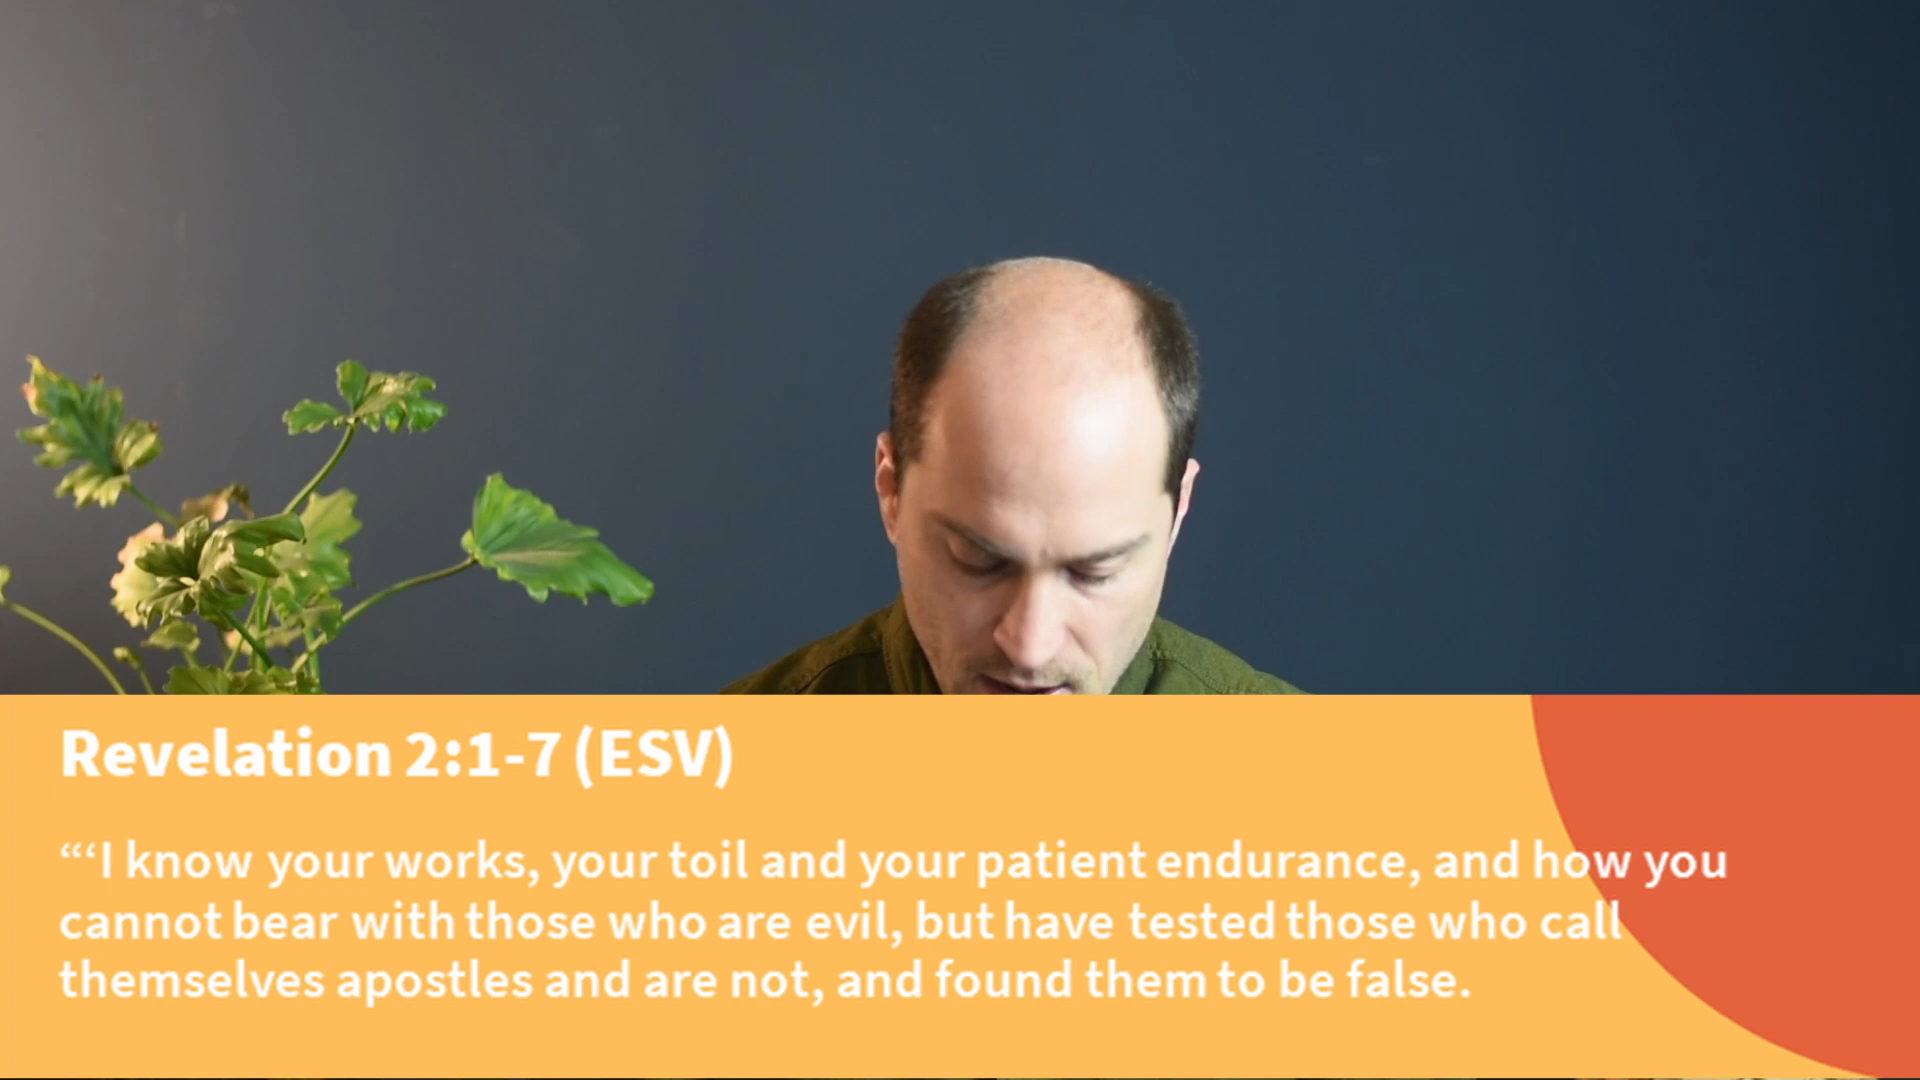 Revelation 2:1-7 (ESV)
“‘I know your works, your toil and your patient endurance, and how you
cannot bear with those who are evil, but have tested those who call
themselves apostles and are not, and found them to be false.